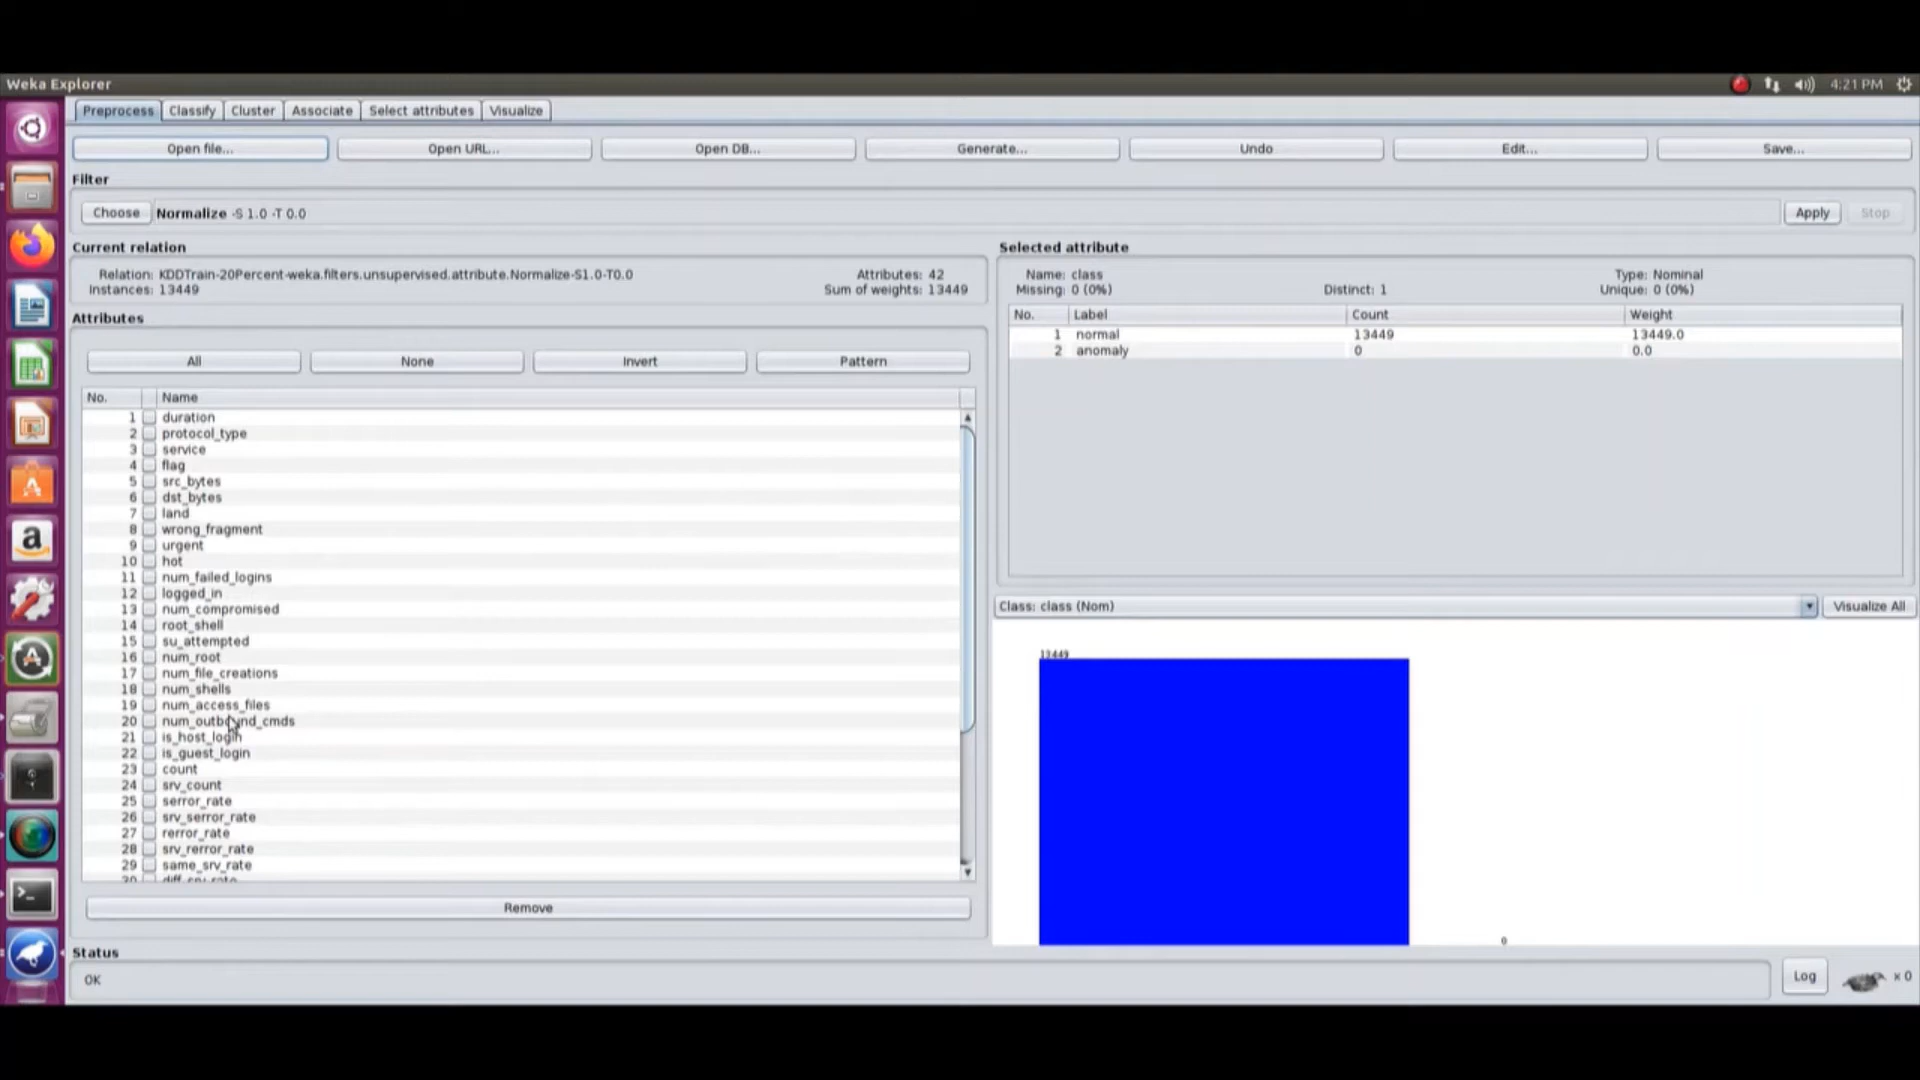 Weka Explorer
4:21 PM
Preprocess Classify Cluster Associate Select attributes Visualize
Open file... Open URL... Open DB... Generate... Undo Edit... Save...
Filter
Choose Normalize -S 1.0 -T 0.0 Apply Stop
Current relation
Relation: KDDTrain-20Percent-weka.filters.unsupervised.attribute.Normalize-S1.0-T0.0 Attributes: 42
Instances: 13449 Sum of weights: 13449
Attributes
All None Invert Pattern
No. Name
1 duration
2 protocol_type
3 service
4 flag
5 src_bytes
6 dst_bytes
7 land
8 wrong_fragment
9 urgent
10 hot
11 num_failed_logins
12 logged_in
13 num_compromised
14 root_shell
15 su_attempted
16 num_root
17 num_file_creations
18 num_shells
19 num_access_files
20 num_outbound_cmds
21 is_host_login
22 is_guest_login
23 count
24 srv_count
25 serror_rate
26 srv_serror_rate
27 rerror_rate
28 srv_rerror_rate
29 same_srv_rate
30 diff_srv_rate
Remove
Selected attribute
Name: class Type: Nominal
Missing: 0 (0%) Distinct: 1 Unique: 0 (0%)
No. Label Count Weight
1 normal 13449 13449.0
2 anomaly 0 0.0
Class: class (Nom) Visualize All
13449
0
Status
OK
Log x 0